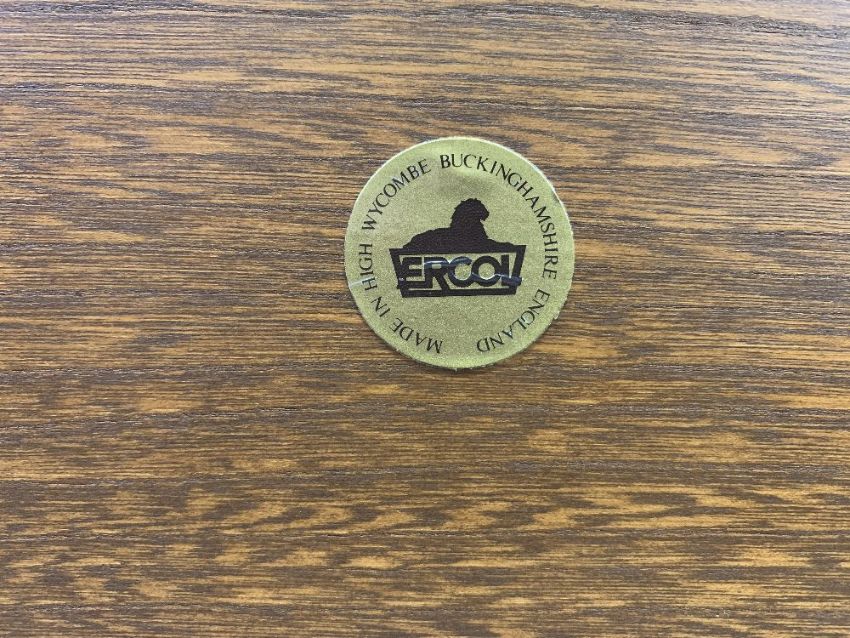 MADE IN HIGH WYCOMBE BUCKINGHAMSHIRE ENGLAND
ERCOL